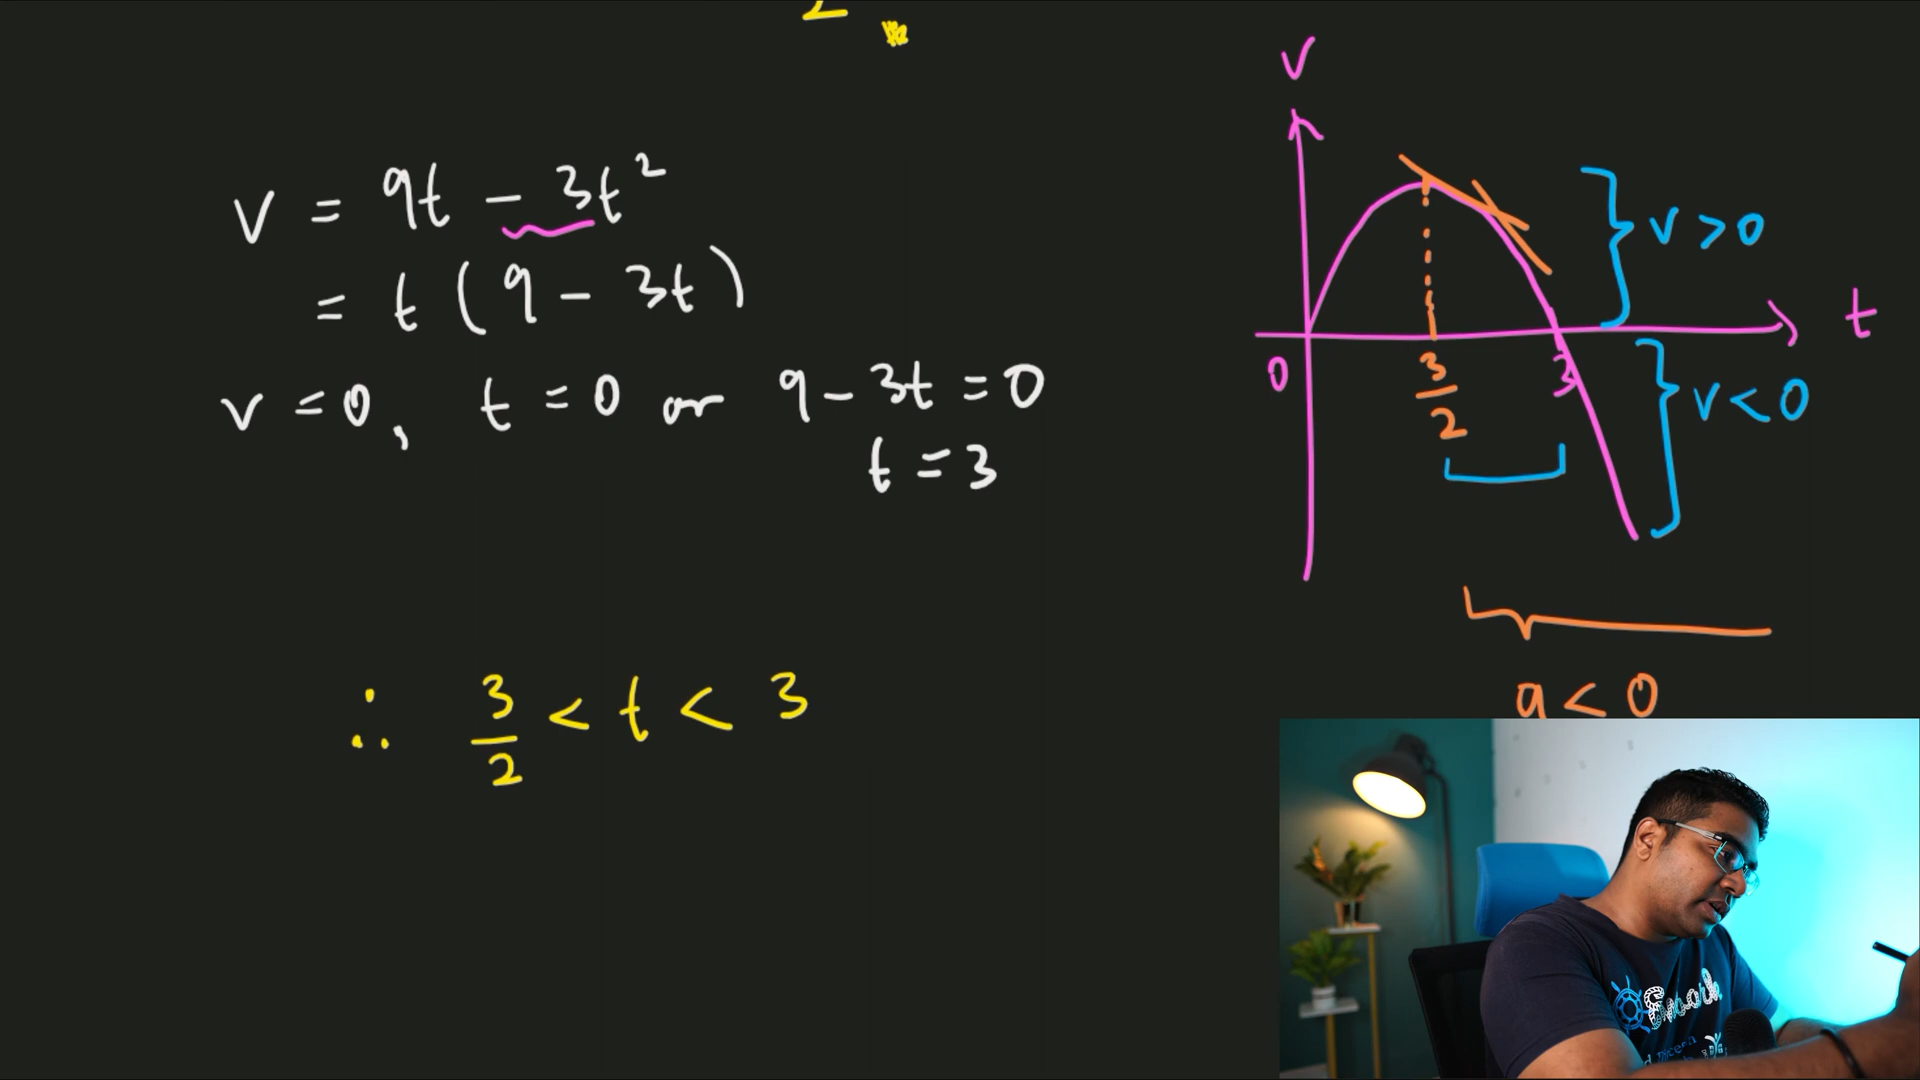 2
v = 9t - 3t²
= t (9 - 3t)
v = 0, t = 0 or 9 - 3t = 0
t = 3
∴ 3/2 < t < 3
v
t
0
3/2
3
v > 0
v < 0
a < 0